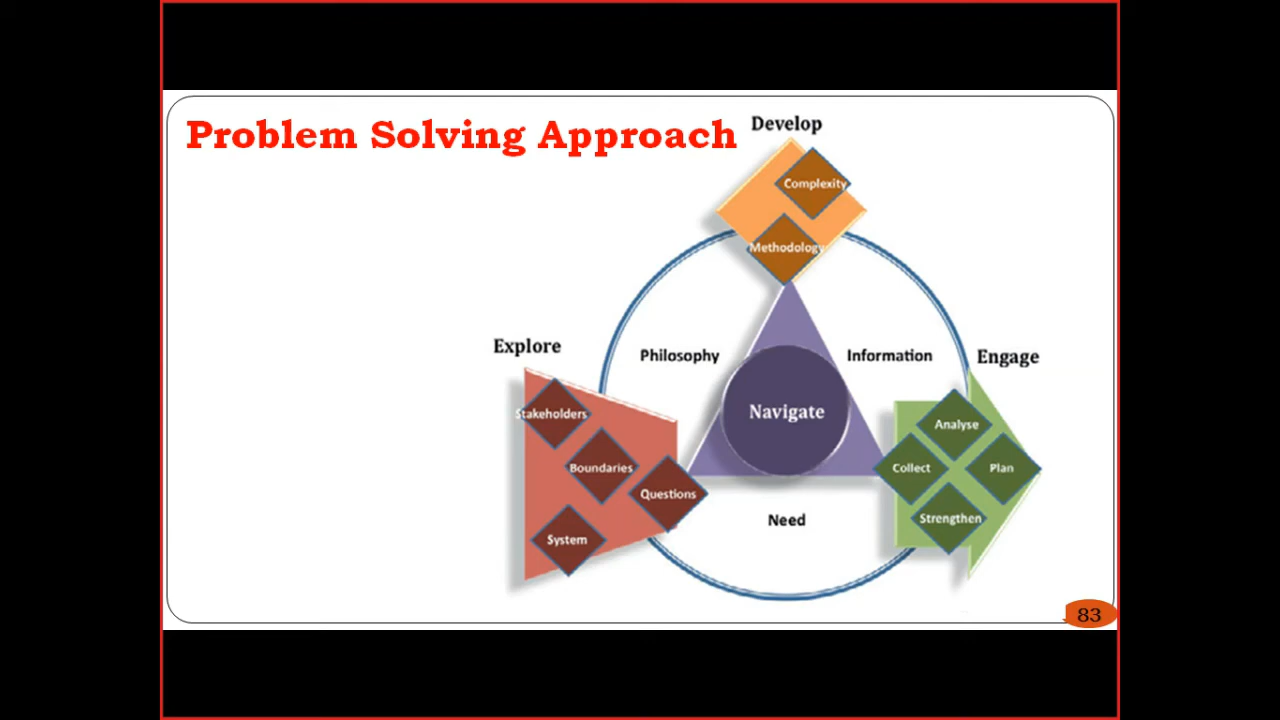 Problem Solving Approach
Develop
Complexity
Methodology
Explore
Philosophy
Information
Engage
Stakeholders
Navigate
Analyse
Boundaries
Collect
Plan
Questions
Need
Strengthen
System
83